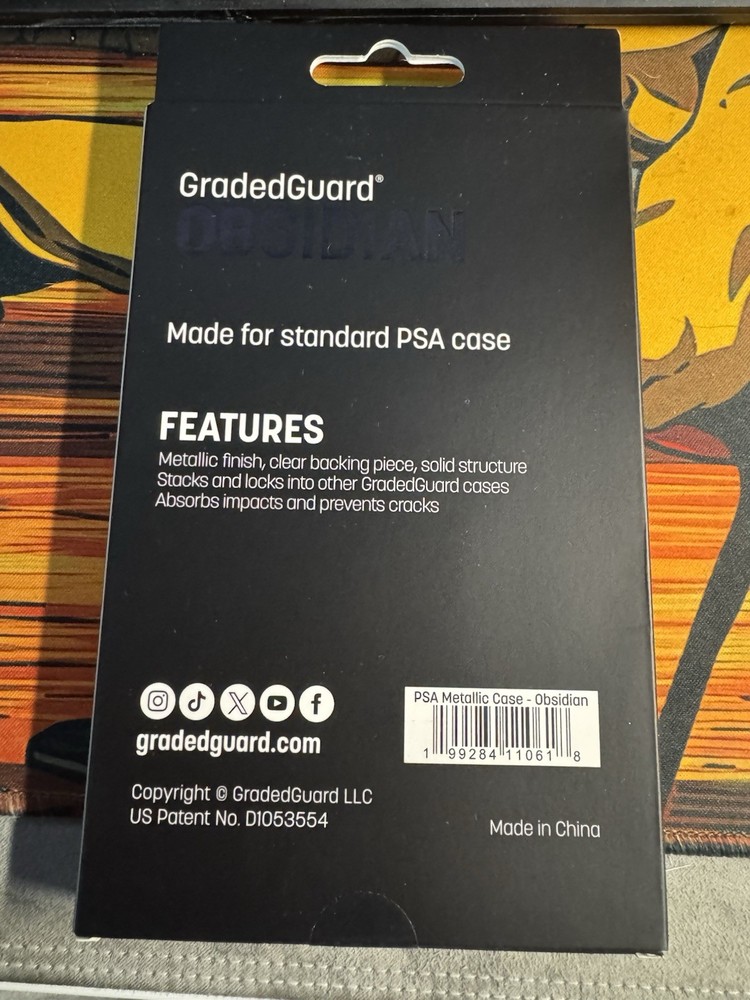 GradedGuard®
OBSIDIAN
Made for standard PSA case
FEATURES
Metallic finish, clear backing piece, solid structure
Stacks and locks into other GradedGuard cases
Absorbs impacts and prevents cracks
gradedguard.com
PSA Metallic Case - Obsidian
1 99284 11061 8
Copyright © GradedGuard LLC
US Patent No. D1053554
Made in China